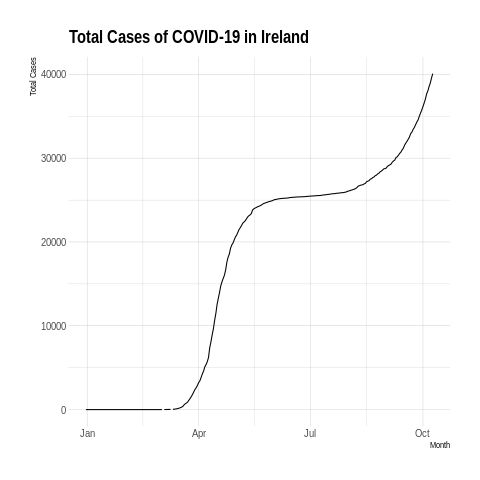 Total Cases of COVID-19 in Ireland
Total Cases
40000
30000
20000
10000
0
Jan Apr Jul Oct
Month